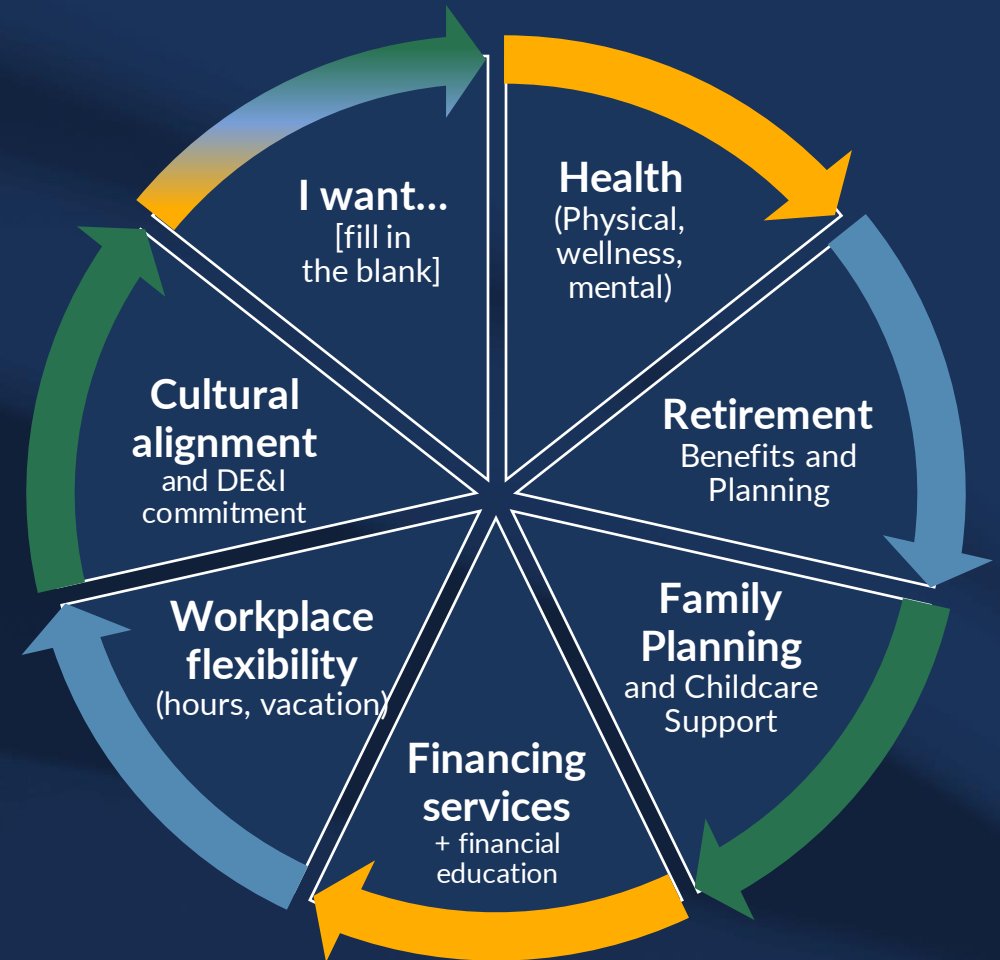 I want...
[fill in
the blank]
Health
(Physical,
wellness,
mental)
Retirement
Benefits and
Planning
Family
Planning
and Childcare
Support
Financing
services
+ financial
education
Workplace
flexibility
(hours, vacation)
Cultural
alignment
and DE&I
commitment